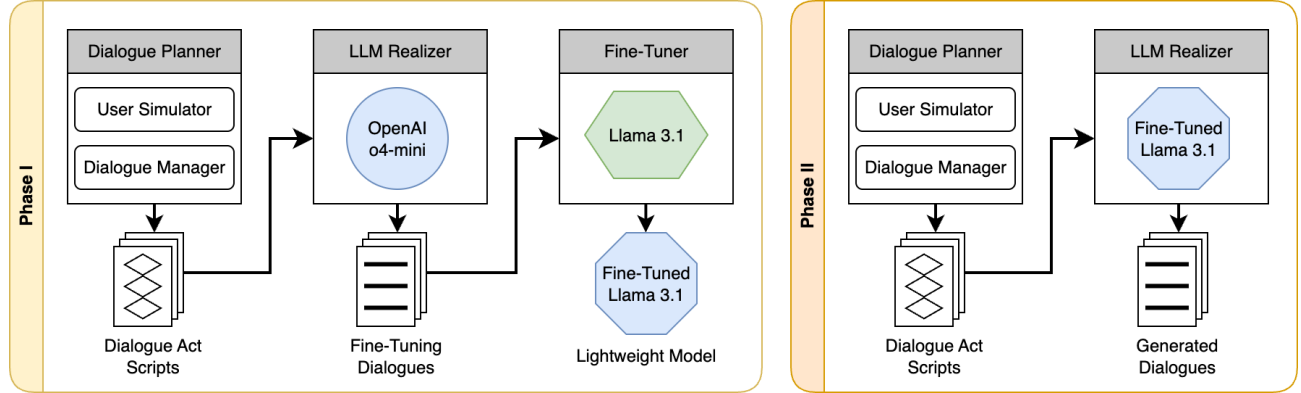 Phase I
Dialogue Planner
User Simulator
Dialogue Manager
Dialogue Act
Scripts
LLM Realizer
OpenAI
o4-mini
Fine-Tuning
Dialogues
Fine-Tuner
Llama 3.1
Fine-Tuned
Llama 3.1
Lightweight Model
Phase II
Dialogue Planner
User Simulator
Dialogue Manager
Dialogue Act
Scripts
LLM Realizer
Fine-Tuned
Llama 3.1
Generated
Dialogues